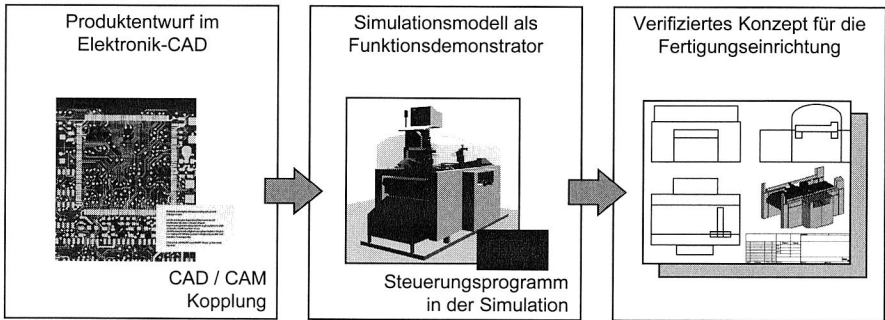 Produktentwurf im
Elektronik-CAD
CAD / CAM
Kopplung
Simulationsmodell als
Funktionsdemonstrator
Steuerungsprogramm
in der Simulation
Verifiziertes Konzept für die
Fertigungseinrichtung